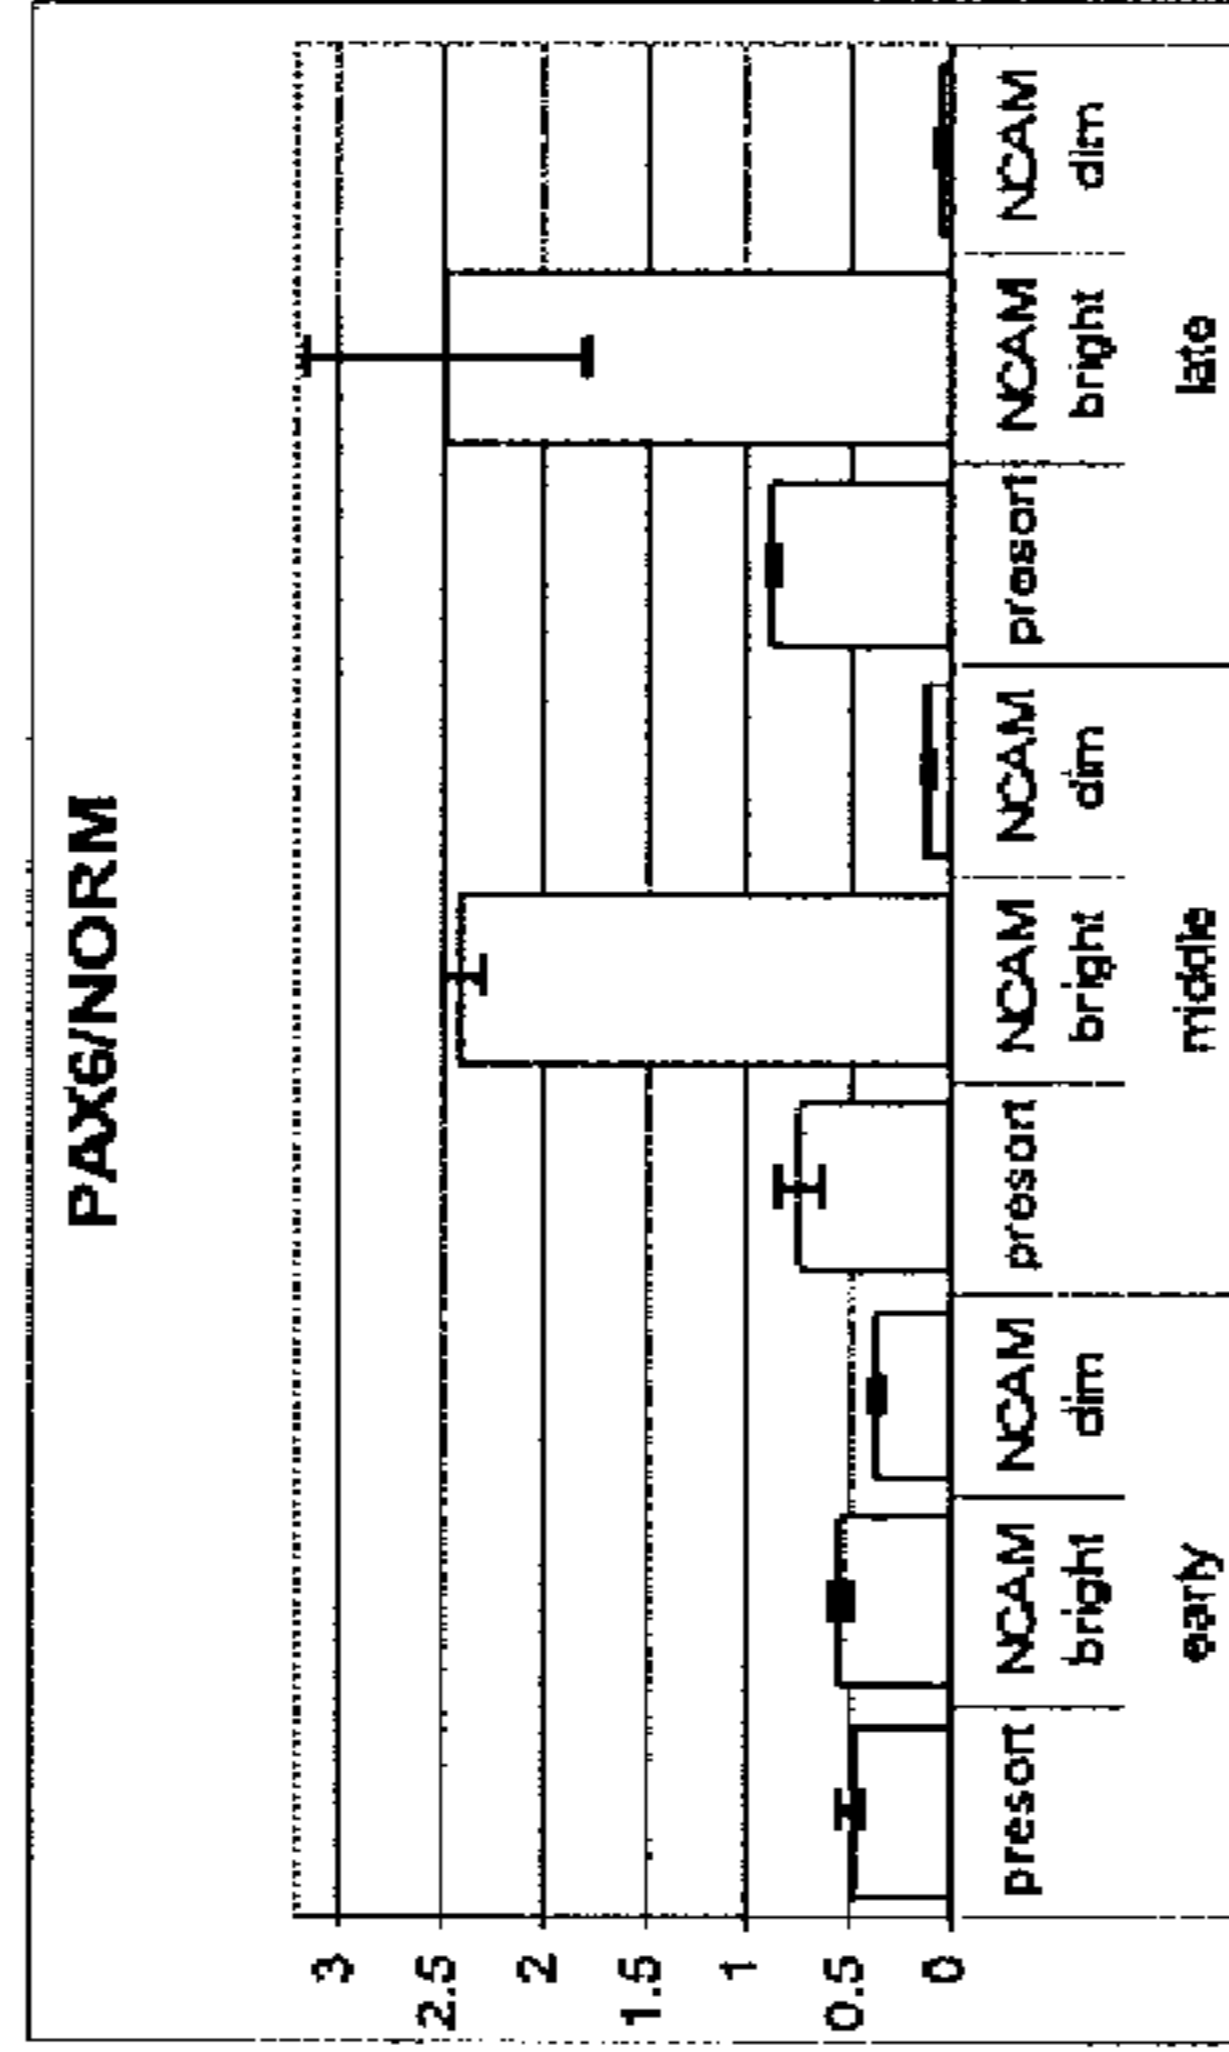 PAX6/NORM
3
2.5
2
1.5
1
0.5
0
presort NCAM NCAM presort NCAM NCAM presort NCAM NCAM
bright dim bright dim bright dim
early middle late